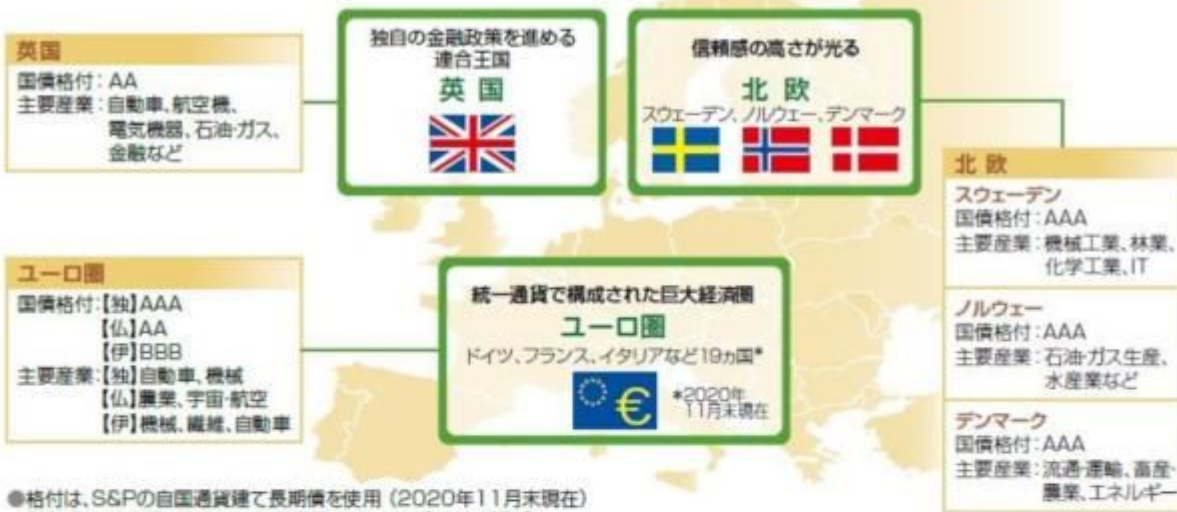 英国
国債格付：AA
主要産業：自動車、航空機、
電気機器、石油・ガス、
金融など
独自の金融政策を進める
連合王国
英国
信頼感の高さが光る
北欧
スウェーデン、ノルウェー、デンマーク
北欧
スウェーデン
国債格付：AAA
主要産業：機械工業、林業、
化学工業、IT
ノルウェー
国債格付：AAA
主要産業：石油・ガス生産、
水産業など
デンマーク
国債格付：AAA
主要産業：流通・運輸、畜産・
農業、エネルギー
ユーロ圏
国債格付：【独】AAA
【仏】AA
【伊】BBB
主要産業：【独】自動車、機械
【仏】農業、宇宙・航空
【伊】機械、繊維、自動車
統一通貨で構成された巨大経済圏
ユーロ圏
ドイツ、フランス、イタリアなど19ヵ国*
€
*2020年
11月末現在
●格付は、S&Pの自国通貨建て長期債を使用（2020年11月末現在）